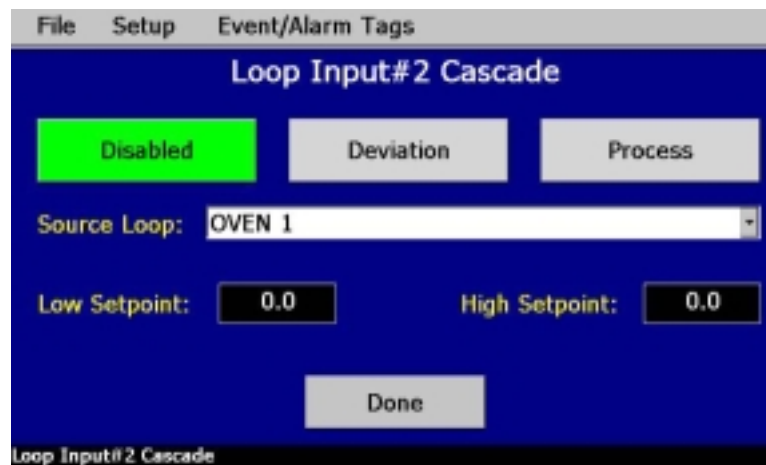 File Setup Event/Alarm Tags
Loop Input#2 Cascade
Disabled Deviation Process
Source Loop: OVEN 1
Low Setpoint: 0.0 High Setpoint: 0.0
Done
Loop Input#2 Cascade